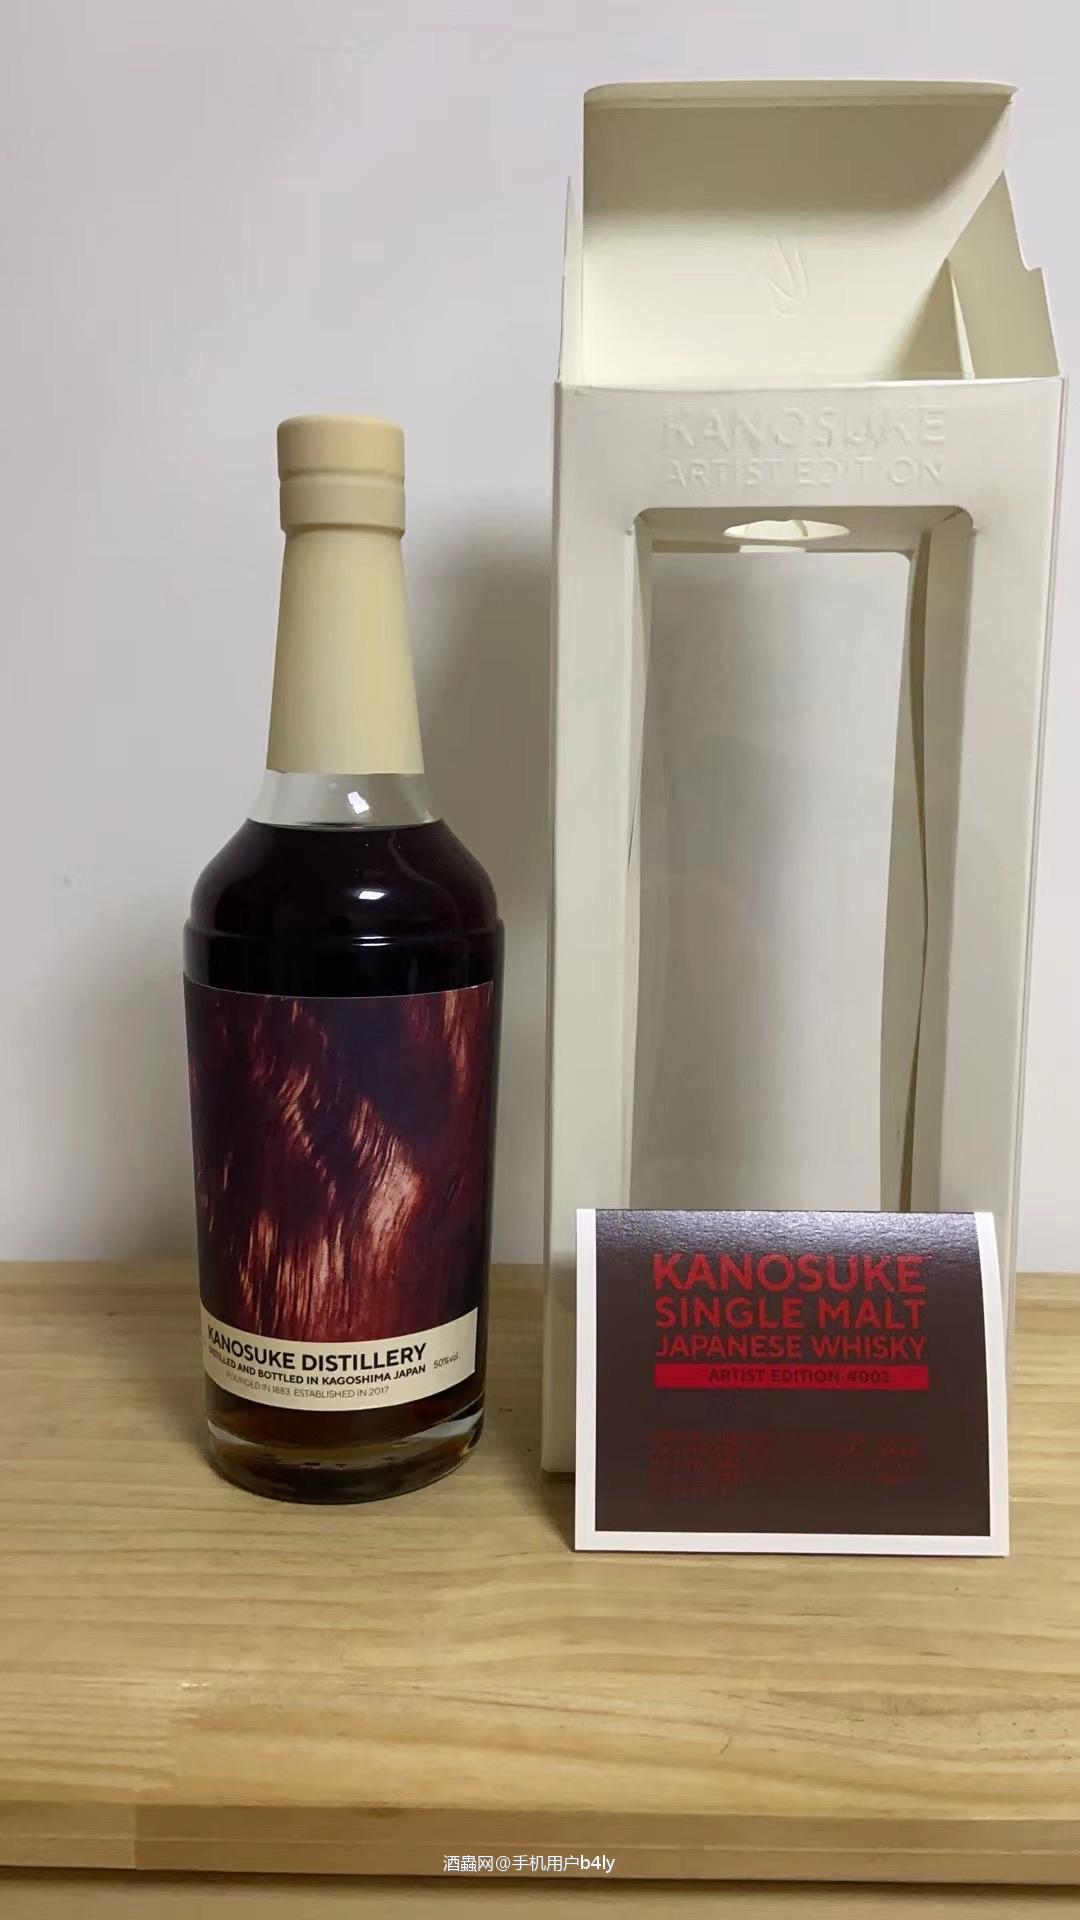 KANOSUKE
ARTIST EDITION
KANOSUKE DISTILLERY
DISTILLED AND BOTTLED IN KAGOSHIMA JAPAN
50%vol.
FOUNDED IN 1883. ESTABLISHED IN 2017
KANOSUKE
SINGLE MALT
JAPANESE WHISKY
ARTIST EDITION #002
酒蟲网@手机用户b4ly